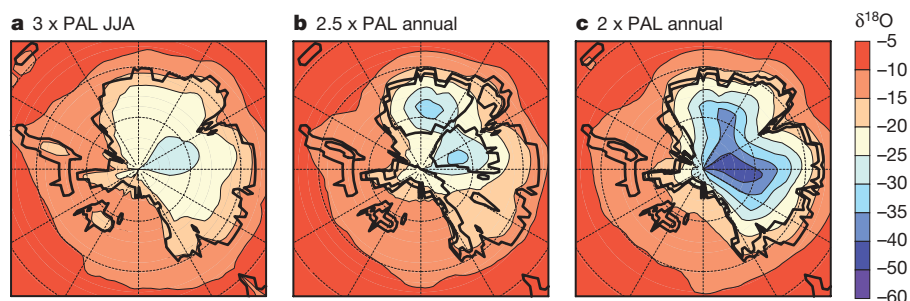 a 3 x PAL JJA
b 2.5 x PAL annual
c 2 x PAL annual
δ¹⁸O
–5
–10
–15
–20
–25
–30
–35
–40
–50
–60